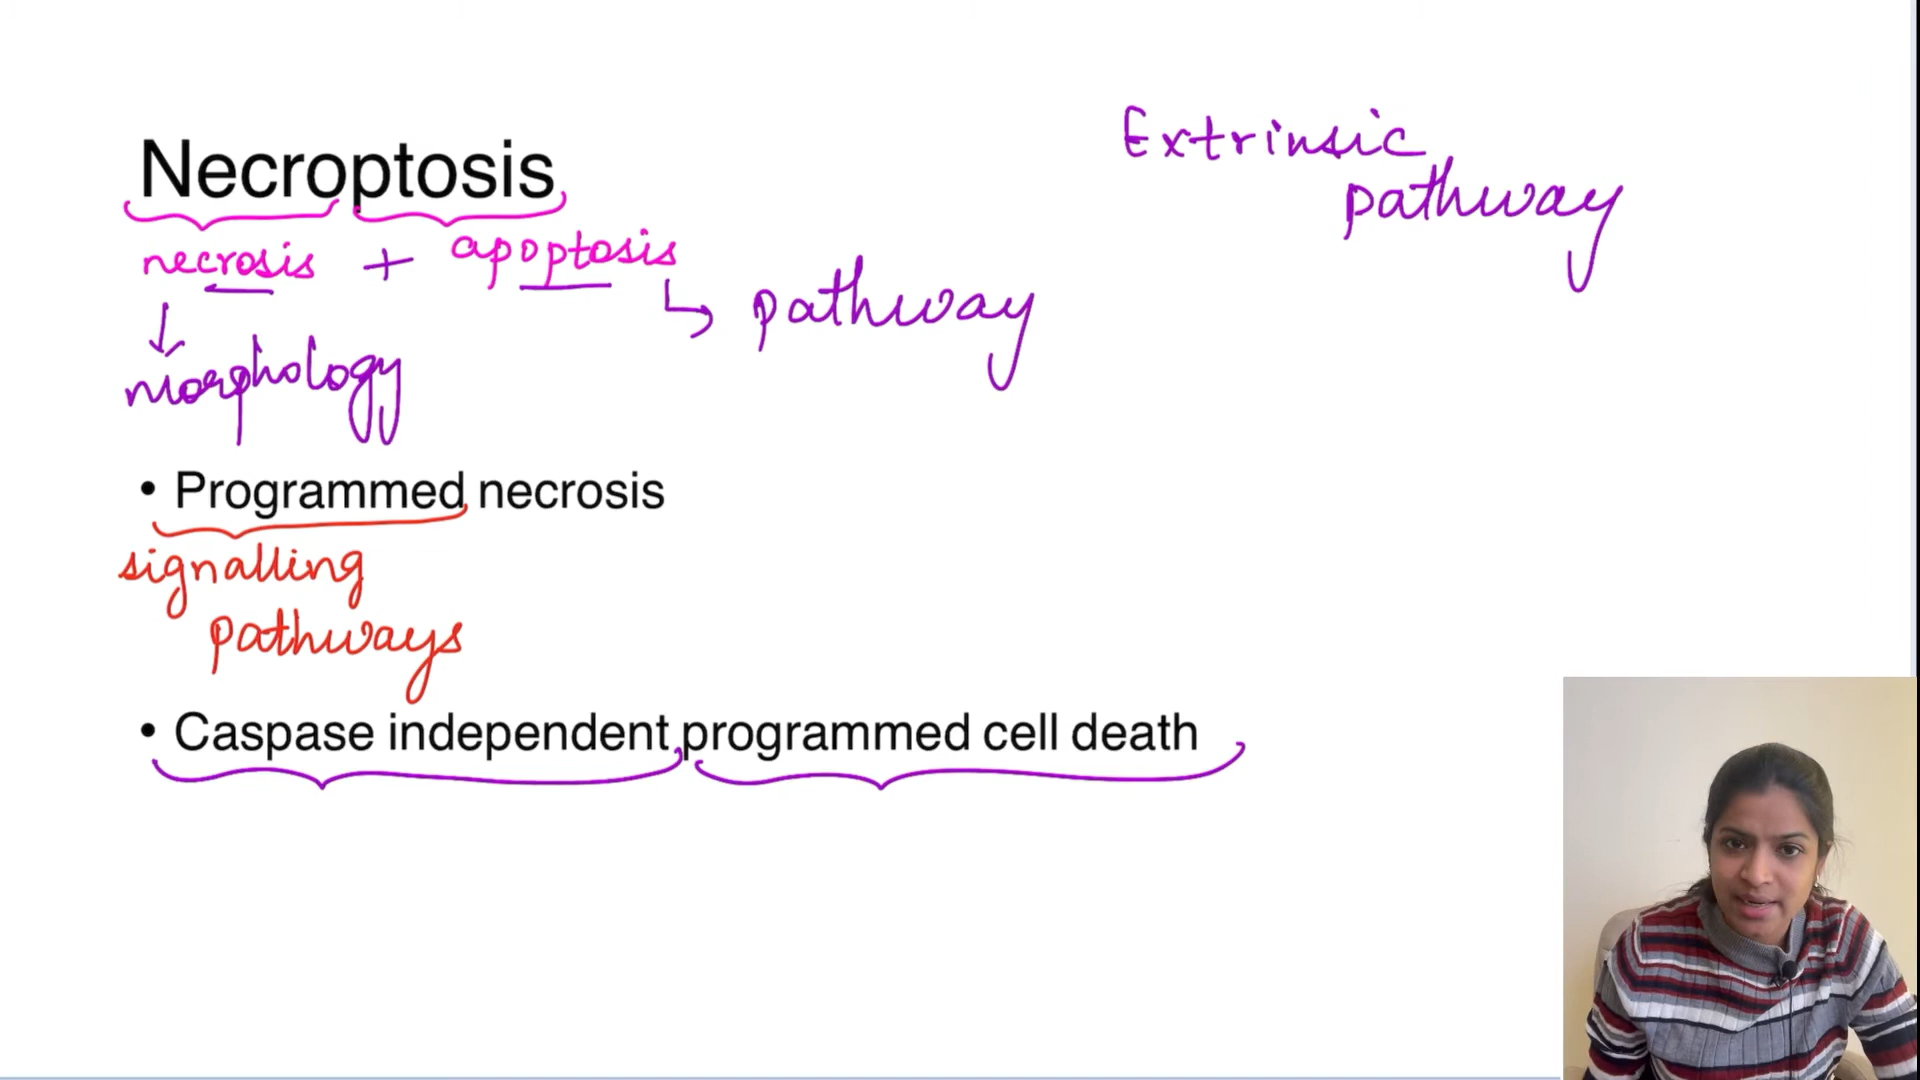 Necroptosis
necrosis + apoptosis
↳ pathway
↓
morphology
Extrinsic
pathway
• Programmed necrosis
signalling
pathways
• Caspase independent programmed cell death